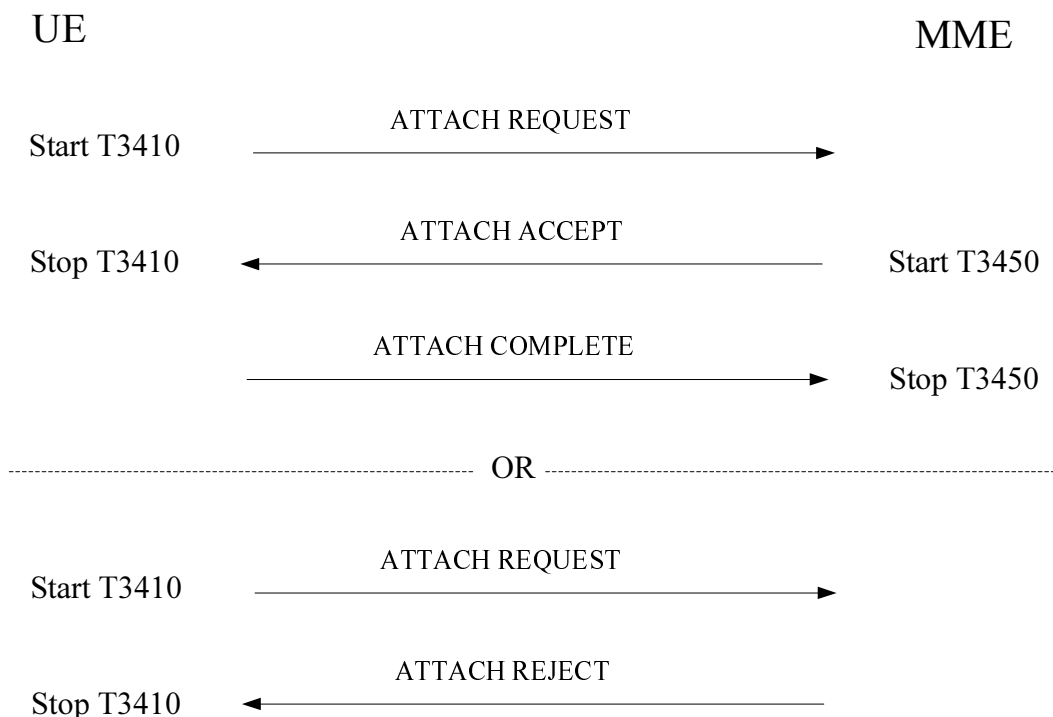 UE
MME
ATTACH REQUEST
Start T3410
ATTACH ACCEPT
Stop T3410
Start T3450
ATTACH COMPLETE
Stop T3450
OR
ATTACH REQUEST
Start T3410
ATTACH REJECT
Stop T3410